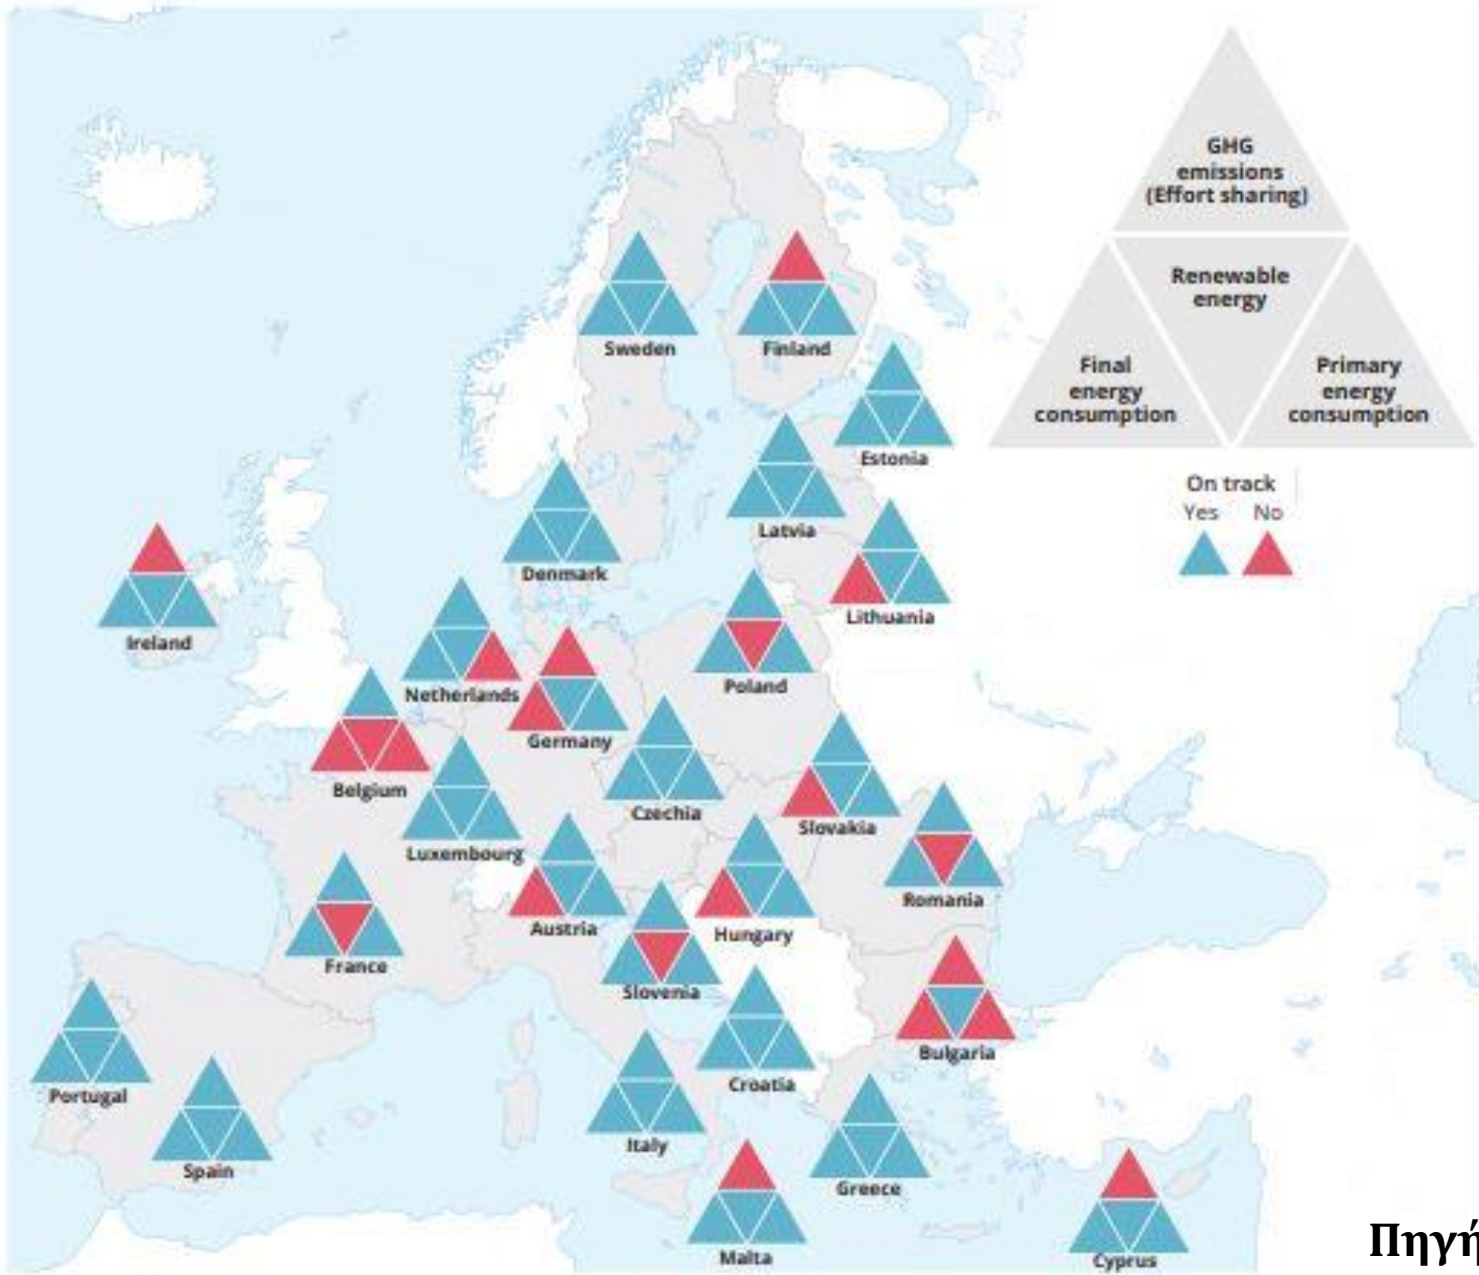 GHG
emissions
(Effort sharing)
Renewable
energy
Final
energy
consumption
Primary
energy
consumption
On track
Yes No
Sweden
Finland
Estonia
Latvia
Denmark
Lithuania
Ireland
Poland
Netherlands
Germany
Belgium
Czechia
Slovakia
Luxembourg
Romania
Austria
Hungary
France
Slovenia
Bulgaria
Croatia
Portugal
Italy
Spain
Greece
Malta
Cyprus
Πηγή